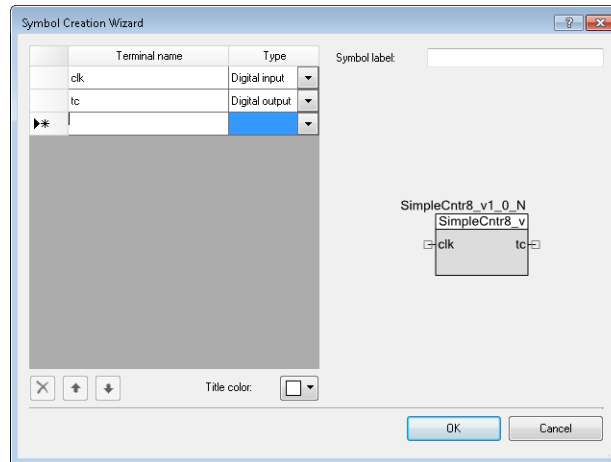 Symbol Creation Wizard
Terminal name Type Symbol label:
clk Digital input
tc Digital output
SimpleCntr8_v1_0_N
SimpleCntr8_v
clk tc
Title color:
OK Cancel